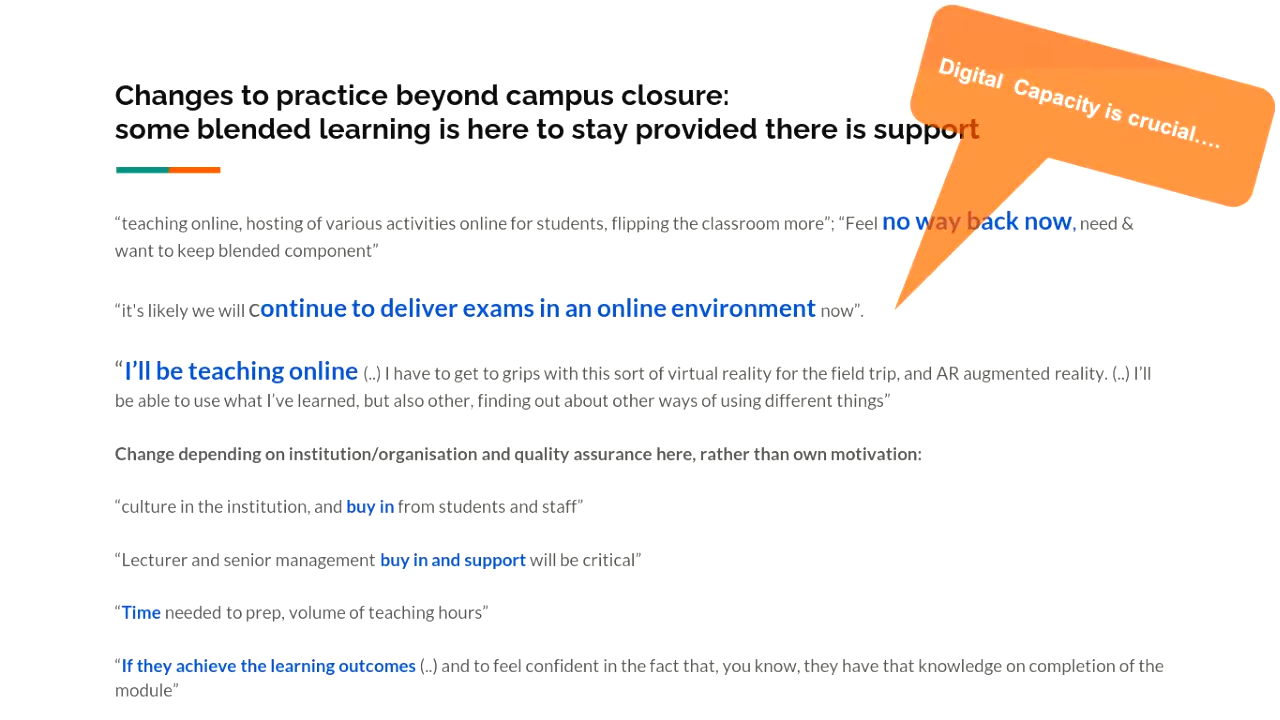 Digital  Capacity is crucial....
Changes to practice beyond campus closure:
some blended learning is here to stay provided there is support
“teaching online, hosting of various activities online for students, flipping the classroom more”; “Feel no way back now, need &
want to keep blended component”
“it's likely we will continue to deliver exams in an online environment now”.
“I’ll be teaching online (..) I have to get to grips with this sort of virtual reality for the field trip, and AR augmented reality. (..) I’ll
be able to use what I’ve learned, but also other, finding out about other ways of using different things”
Change depending on institution/organisation and quality assurance here, rather than own motivation:
“culture in the institution, and buy in from students and staff”
“Lecturer and senior management buy in and support will be critical”
“Time needed to prep, volume of teaching hours”
“If they achieve the learning outcomes (..) and to feel confident in the fact that, you know, they have that knowledge on completion of the
module”